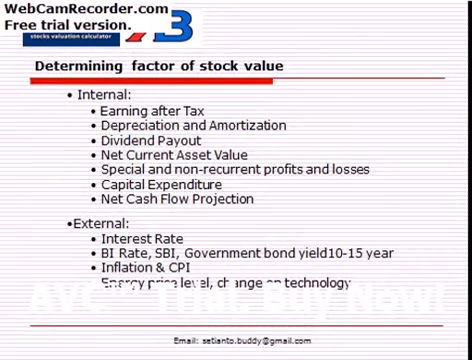 WebCamRecorder.com
Free trial version.
stocks valuation calculator
Determining factor of stock value
• Internal:
• Earning after Tax
• Depreciation and Amortization
• Dividend Payout
• Net Current Asset Value
• Special and non-recurrent profits and losses
• Capital Expenditure
• Net Cash Flow Projection
•External:
• Interest Rate
• BI Rate, SBI, Government bond yield10-15 year
• Inflation & CPI
Energy price level, change on technology
Trial. Buy Now!
Email: setianto.buddy@gmail.com